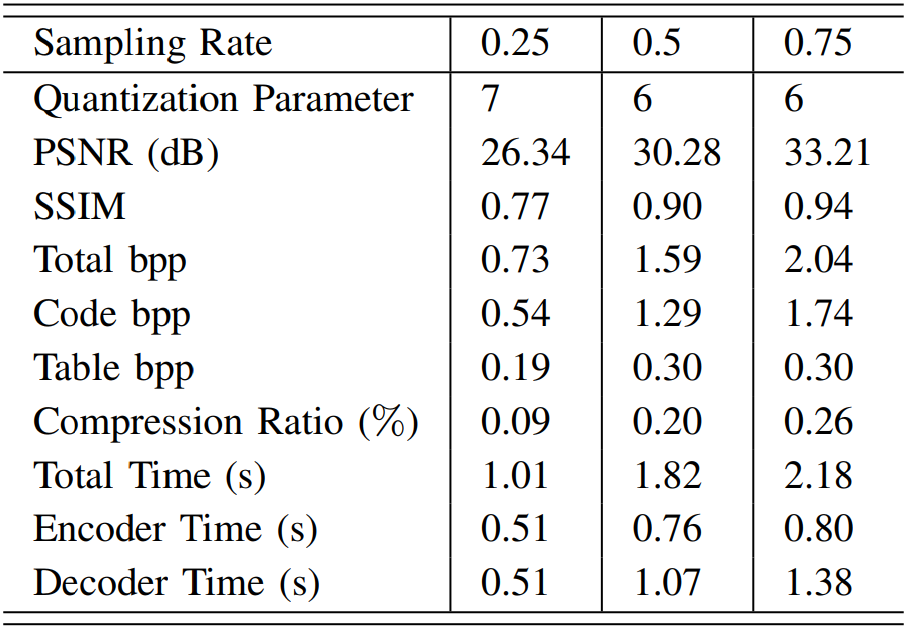 Sampling Rate 0.25 0.5 0.75
Quantization Parameter 7 6 6
PSNR (dB) 26.34 30.28 33.21
SSIM 0.77 0.90 0.94
Total bpp 0.73 1.59 2.04
Code bpp 0.54 1.29 1.74
Table bpp 0.19 0.30 0.30
Compression Ratio (%) 0.09 0.20 0.26
Total Time (s) 1.01 1.82 2.18
Encoder Time (s) 0.51 0.76 0.80
Decoder Time (s) 0.51 1.07 1.38